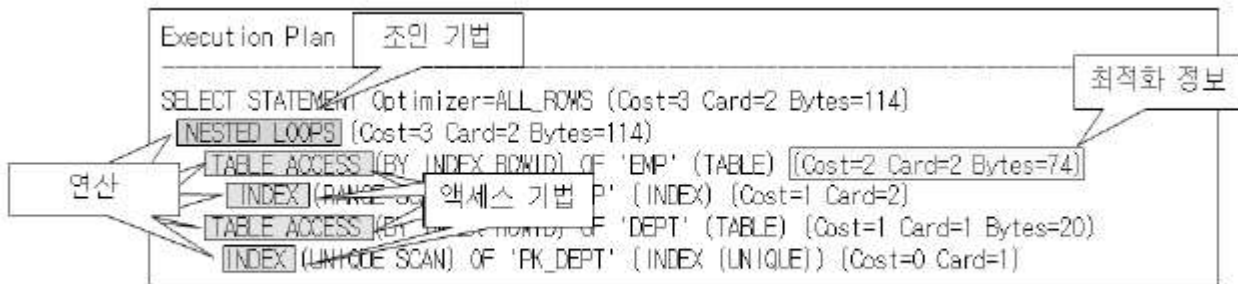 Execution Plan
조인 기법
최적화 정보
SELECT STATEMENT Optimizer=ALL_ROWS (Cost=3 Card=2 Bytes=114)
NESTED LOOPS (Cost=3 Card=2 Bytes=114)
TABLE ACCESS (BY INDEX ROWID) OF 'EMP' (TABLE) (Cost=2 Card=2 Bytes=74)
연산
액세스 기법
INDEX (RANGE P' (INDEX) (Cost=1 Card=2)
TABLE ACCESS (BY ROWID) OF 'DEPT' (TABLE) (Cost=1 Card=1 Bytes=20)
INDEX (UNIQUE SCAN) OF 'PK_DEPT' (INDEX (UNIQUE)) (Cost=0 Card=1)